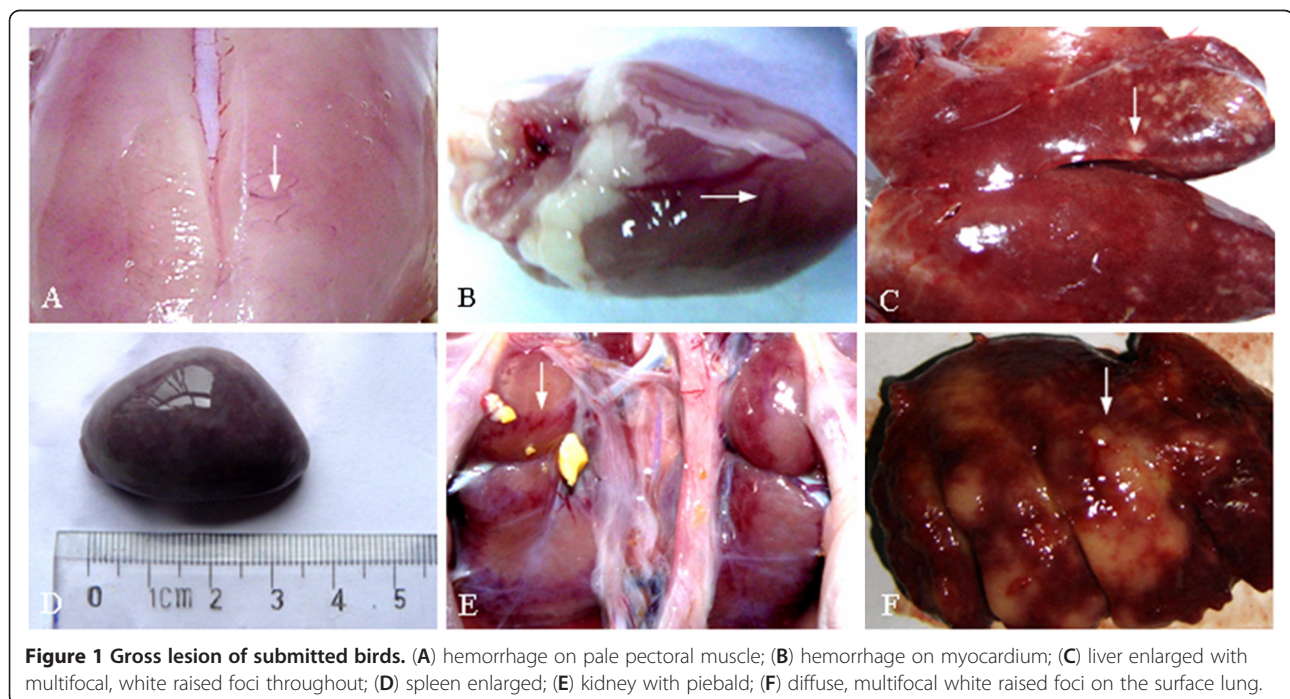 A
B
C
D
0 1cm 2 3 4 5
E
F
Figure 1 Gross lesion of submitted birds. (A) hemorrhage on pale pectoral muscle; (B) hemorrhage on myocardium; (C) liver enlarged with
multifocal, white raised foci throughout; (D) spleen enlarged; (E) kidney with piebald; (F) diffuse, multifocal white raised foci on the surface lung.